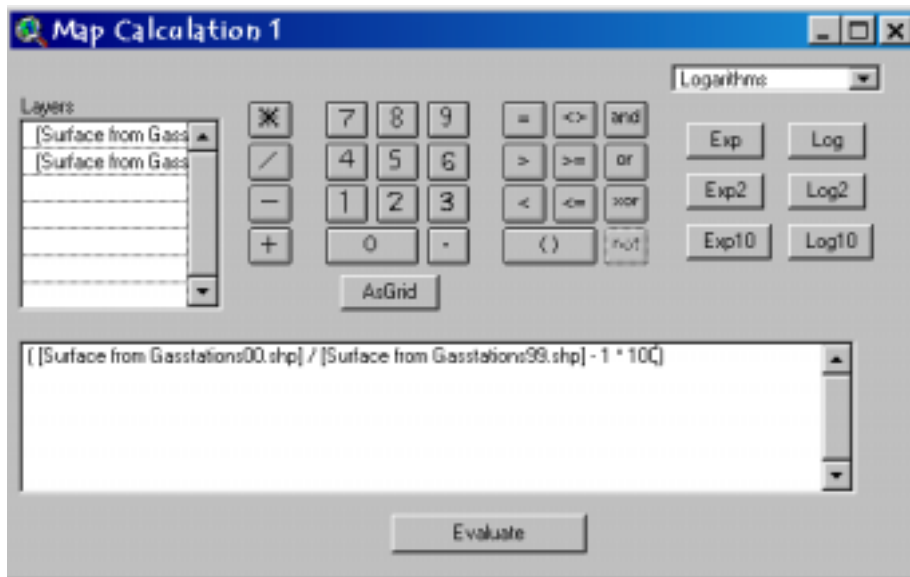 Map Calculation 1
Logarithms
Layers
[Surface from Gass
[Surface from Gass
* 7 8 9 = <> and
/ 4 5 6 > >= or
- 1 2 3 < <= xor
+ 0 . ( ) not
Exp Log
Exp2 Log2
Exp10 Log10
AsGrid
( [Surface from Gasstations00.shp] / [Surface from Gasstations99.shp] - 1 * 100)
Evaluate